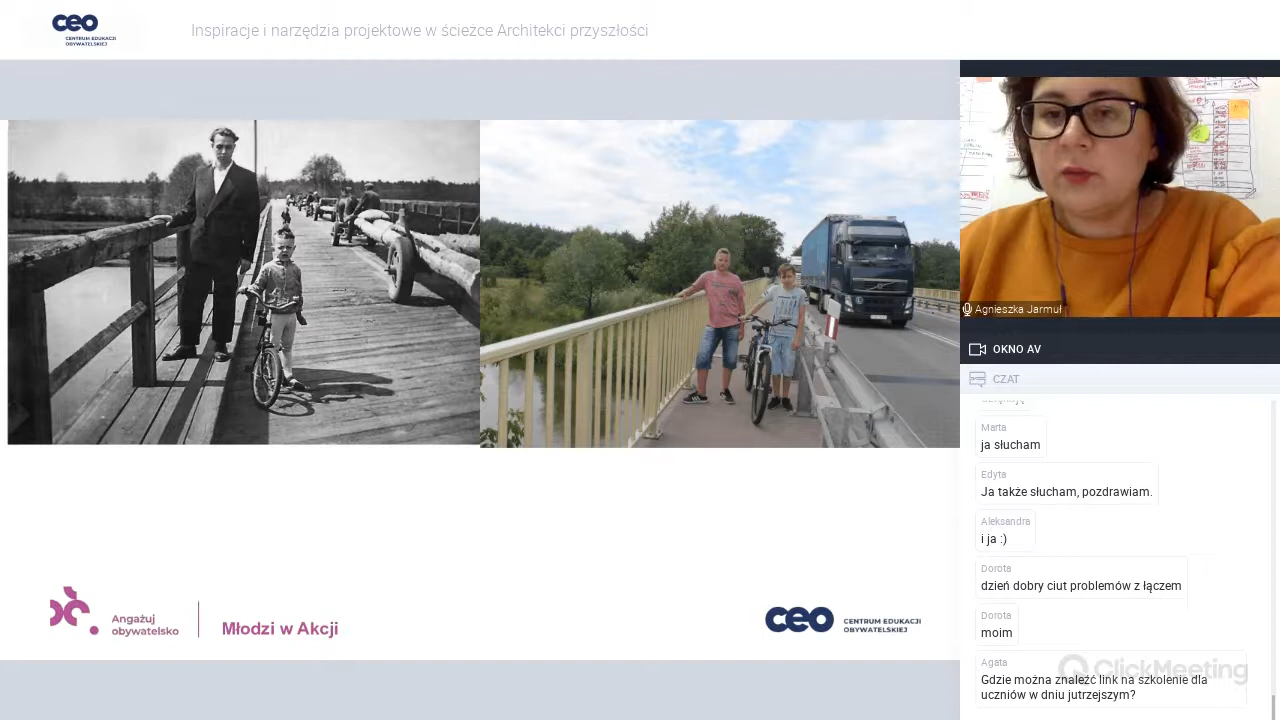 ceo
CENTRUM EDUKACJI
OBYWATELSKIEJ
Inspiracje i narzędzia projektowe w ścieżce Architekci przyszłości
Agnieszka Jarmuł
OKNO AV
CZAT
Marta
ja słucham
Edyta
Ja także słucham, pozdrawiam.
Aleksandra
i ja :)
Dorota
dzień dobry ciut problemów z łączem
Dorota
moim
Agata
Gdzie można znaleźć link na szkolenie dla
uczniów w dniu jutrzejszym?
ClickMeeting
Angażuj
obywatelsko
Młodzi w Akcji
ceo
CENTRUM EDUKACJI
OBYWATELSKIEJ